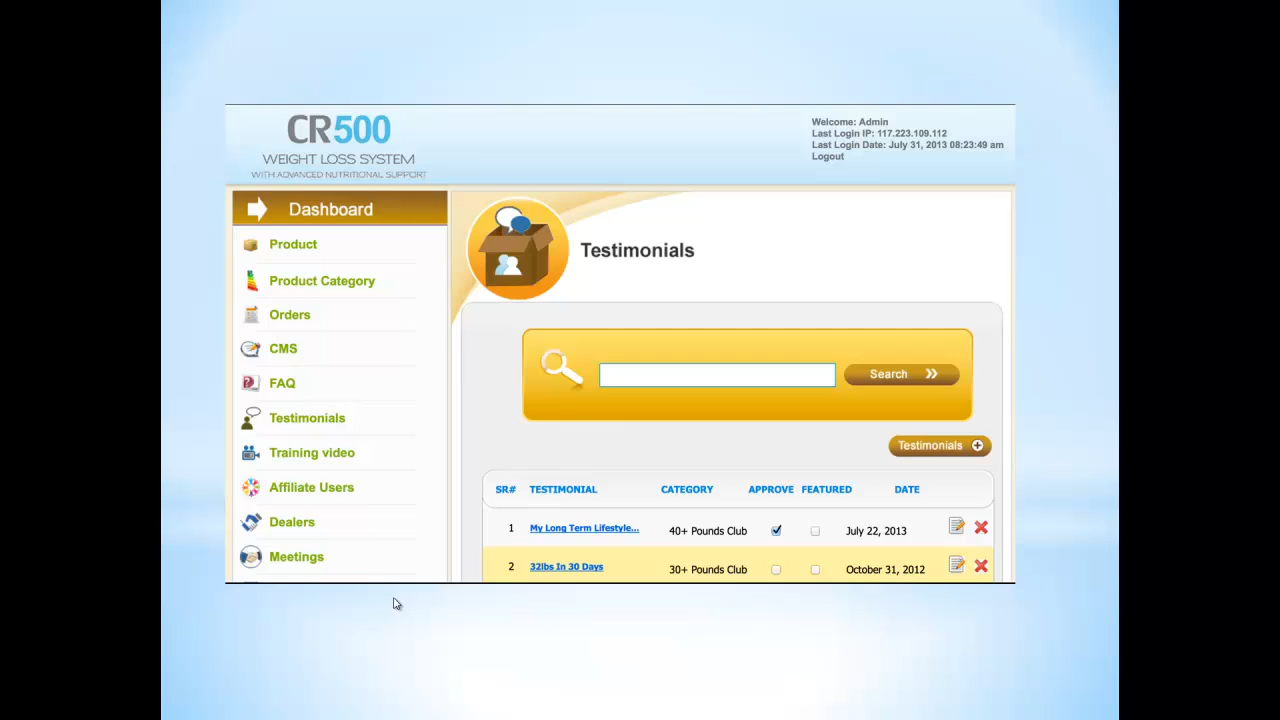 CR500
WEIGHT LOSS SYSTEM
WITH ADVANCED NUTRITIONAL SUPPORT
Welcome: Admin
Last Login IP: 117.223.109.112
Last Login Date: July 31, 2013 08:23:49 am
Logout
Dashboard
Product
Product Category
Orders
CMS
FAQ
Testimonials
Training video
Affiliate Users
Dealers
Meetings
Testimonials
Search
Testimonials
SR# TESTIMONIAL CATEGORY APPROVE FEATURED DATE
1 My Long Term Lifestyle... 40+ Pounds Club July 22, 2013
2 32lbs In 30 Days 30+ Pounds Club October 31, 2012